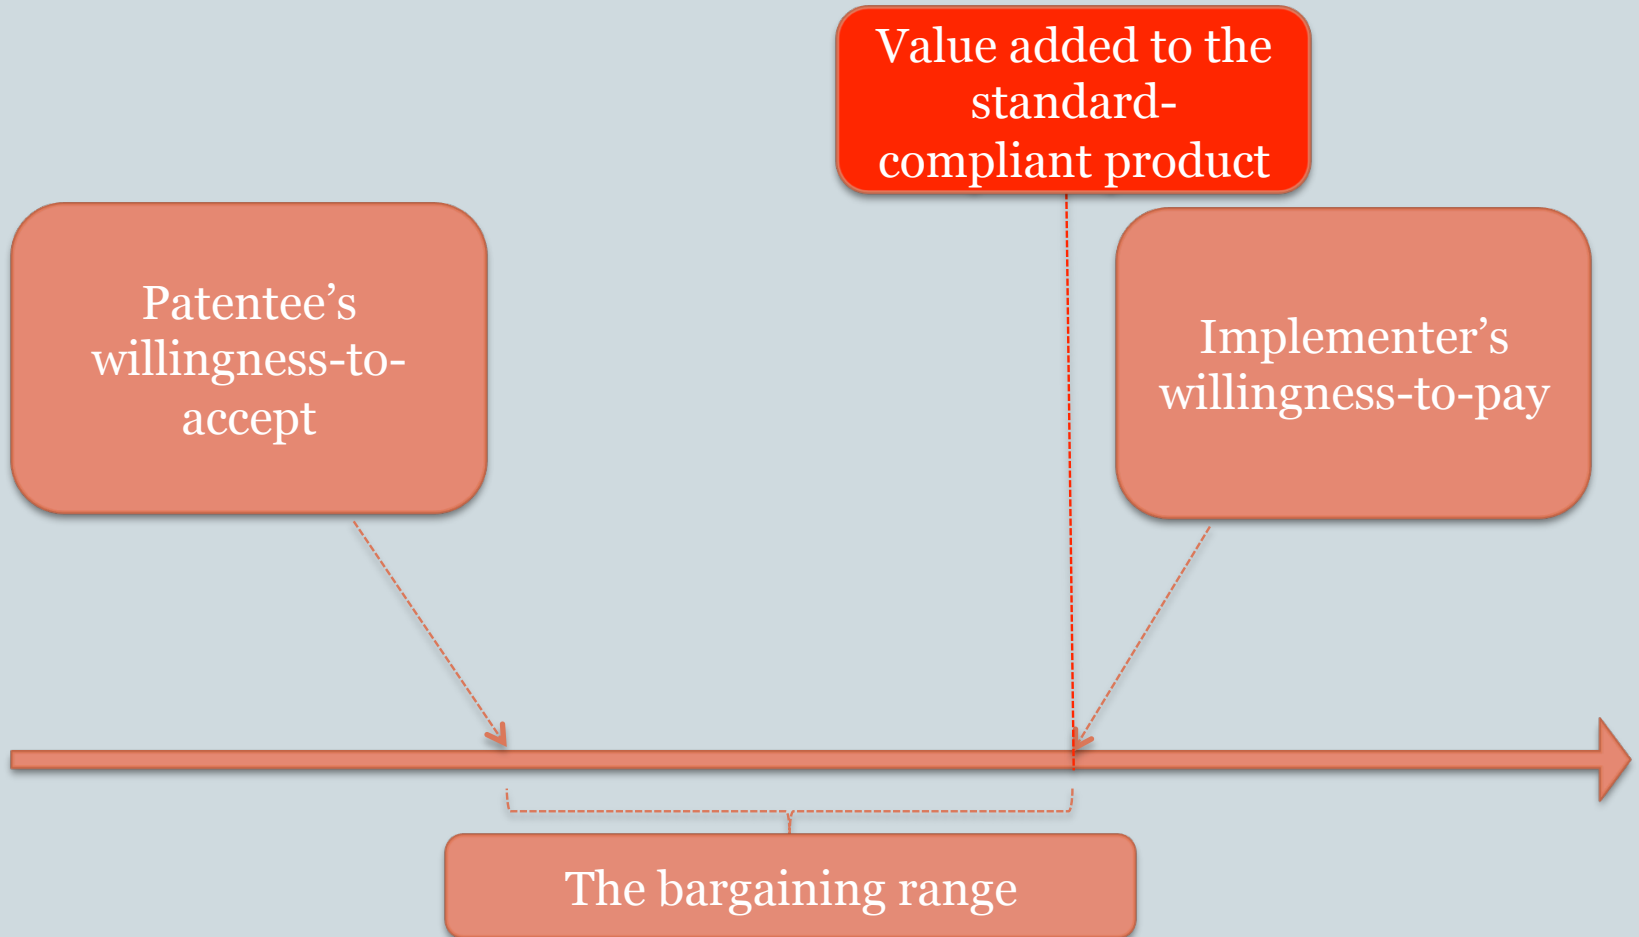 Value added to the
standard-
compliant product
Patentee’s
willingness-to-
accept
Implementer’s
willingness-to-pay
The bargaining range